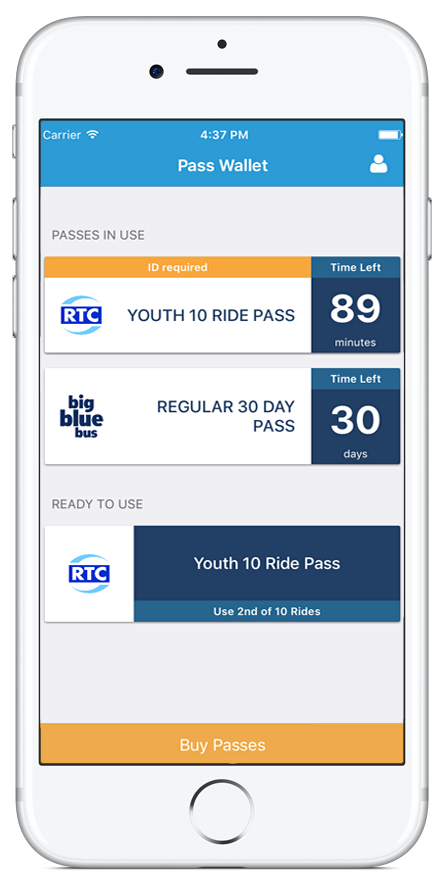 Carrier
4:37 PM
Pass Wallet
PASSES IN USE
ID required
Time Left
RTC
YOUTH 10 RIDE PASS
89
minutes
Time Left
big
blue
bus
REGULAR 30 DAY
PASS
30
days
READY TO USE
RTC
Youth 10 Ride Pass
Use 2nd of 10 Rides
Buy Passes